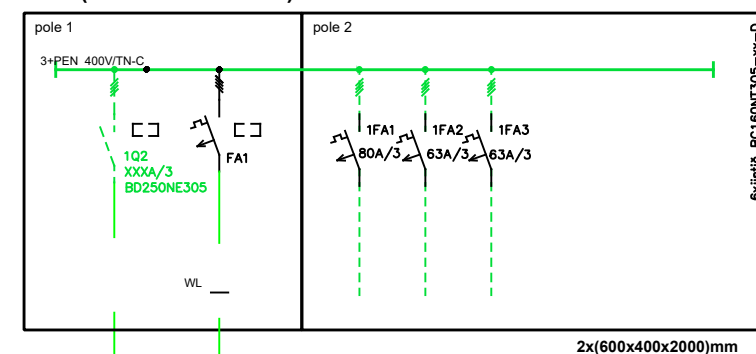 pole 1
pole 2
3+PEN 400V/TN-C
1Q2
XXXA/3
BD250NE305
FA1
1FA1
80A/3
1FA2
63A/3
1FA3
63A/3
WL
2x(600x400x2000)mm